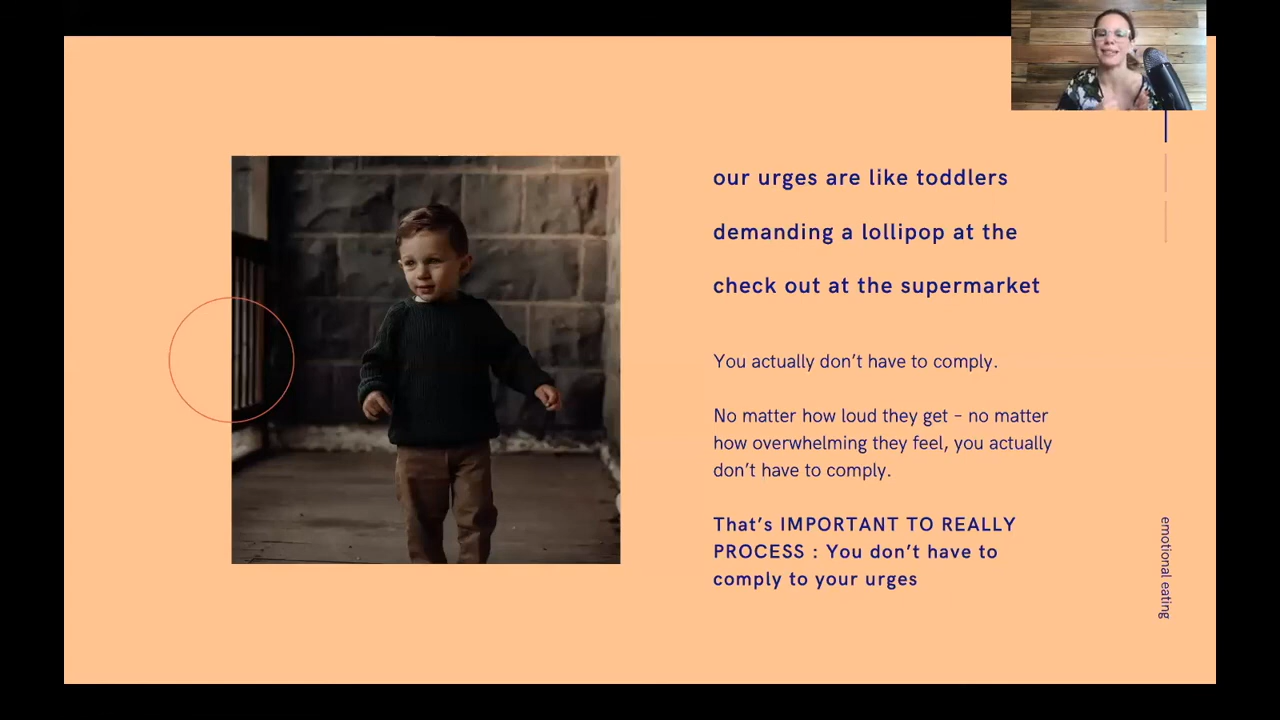 our urges are like toddlers
demanding a lollipop at the
check out at the supermarket
You actually don't have to comply.
No matter how loud they get – no matter
how overwhelming they feel, you actually
don't have to comply.
That's IMPORTANT TO REALLY
PROCESS : You don't have to
comply to your urges
emotional eating